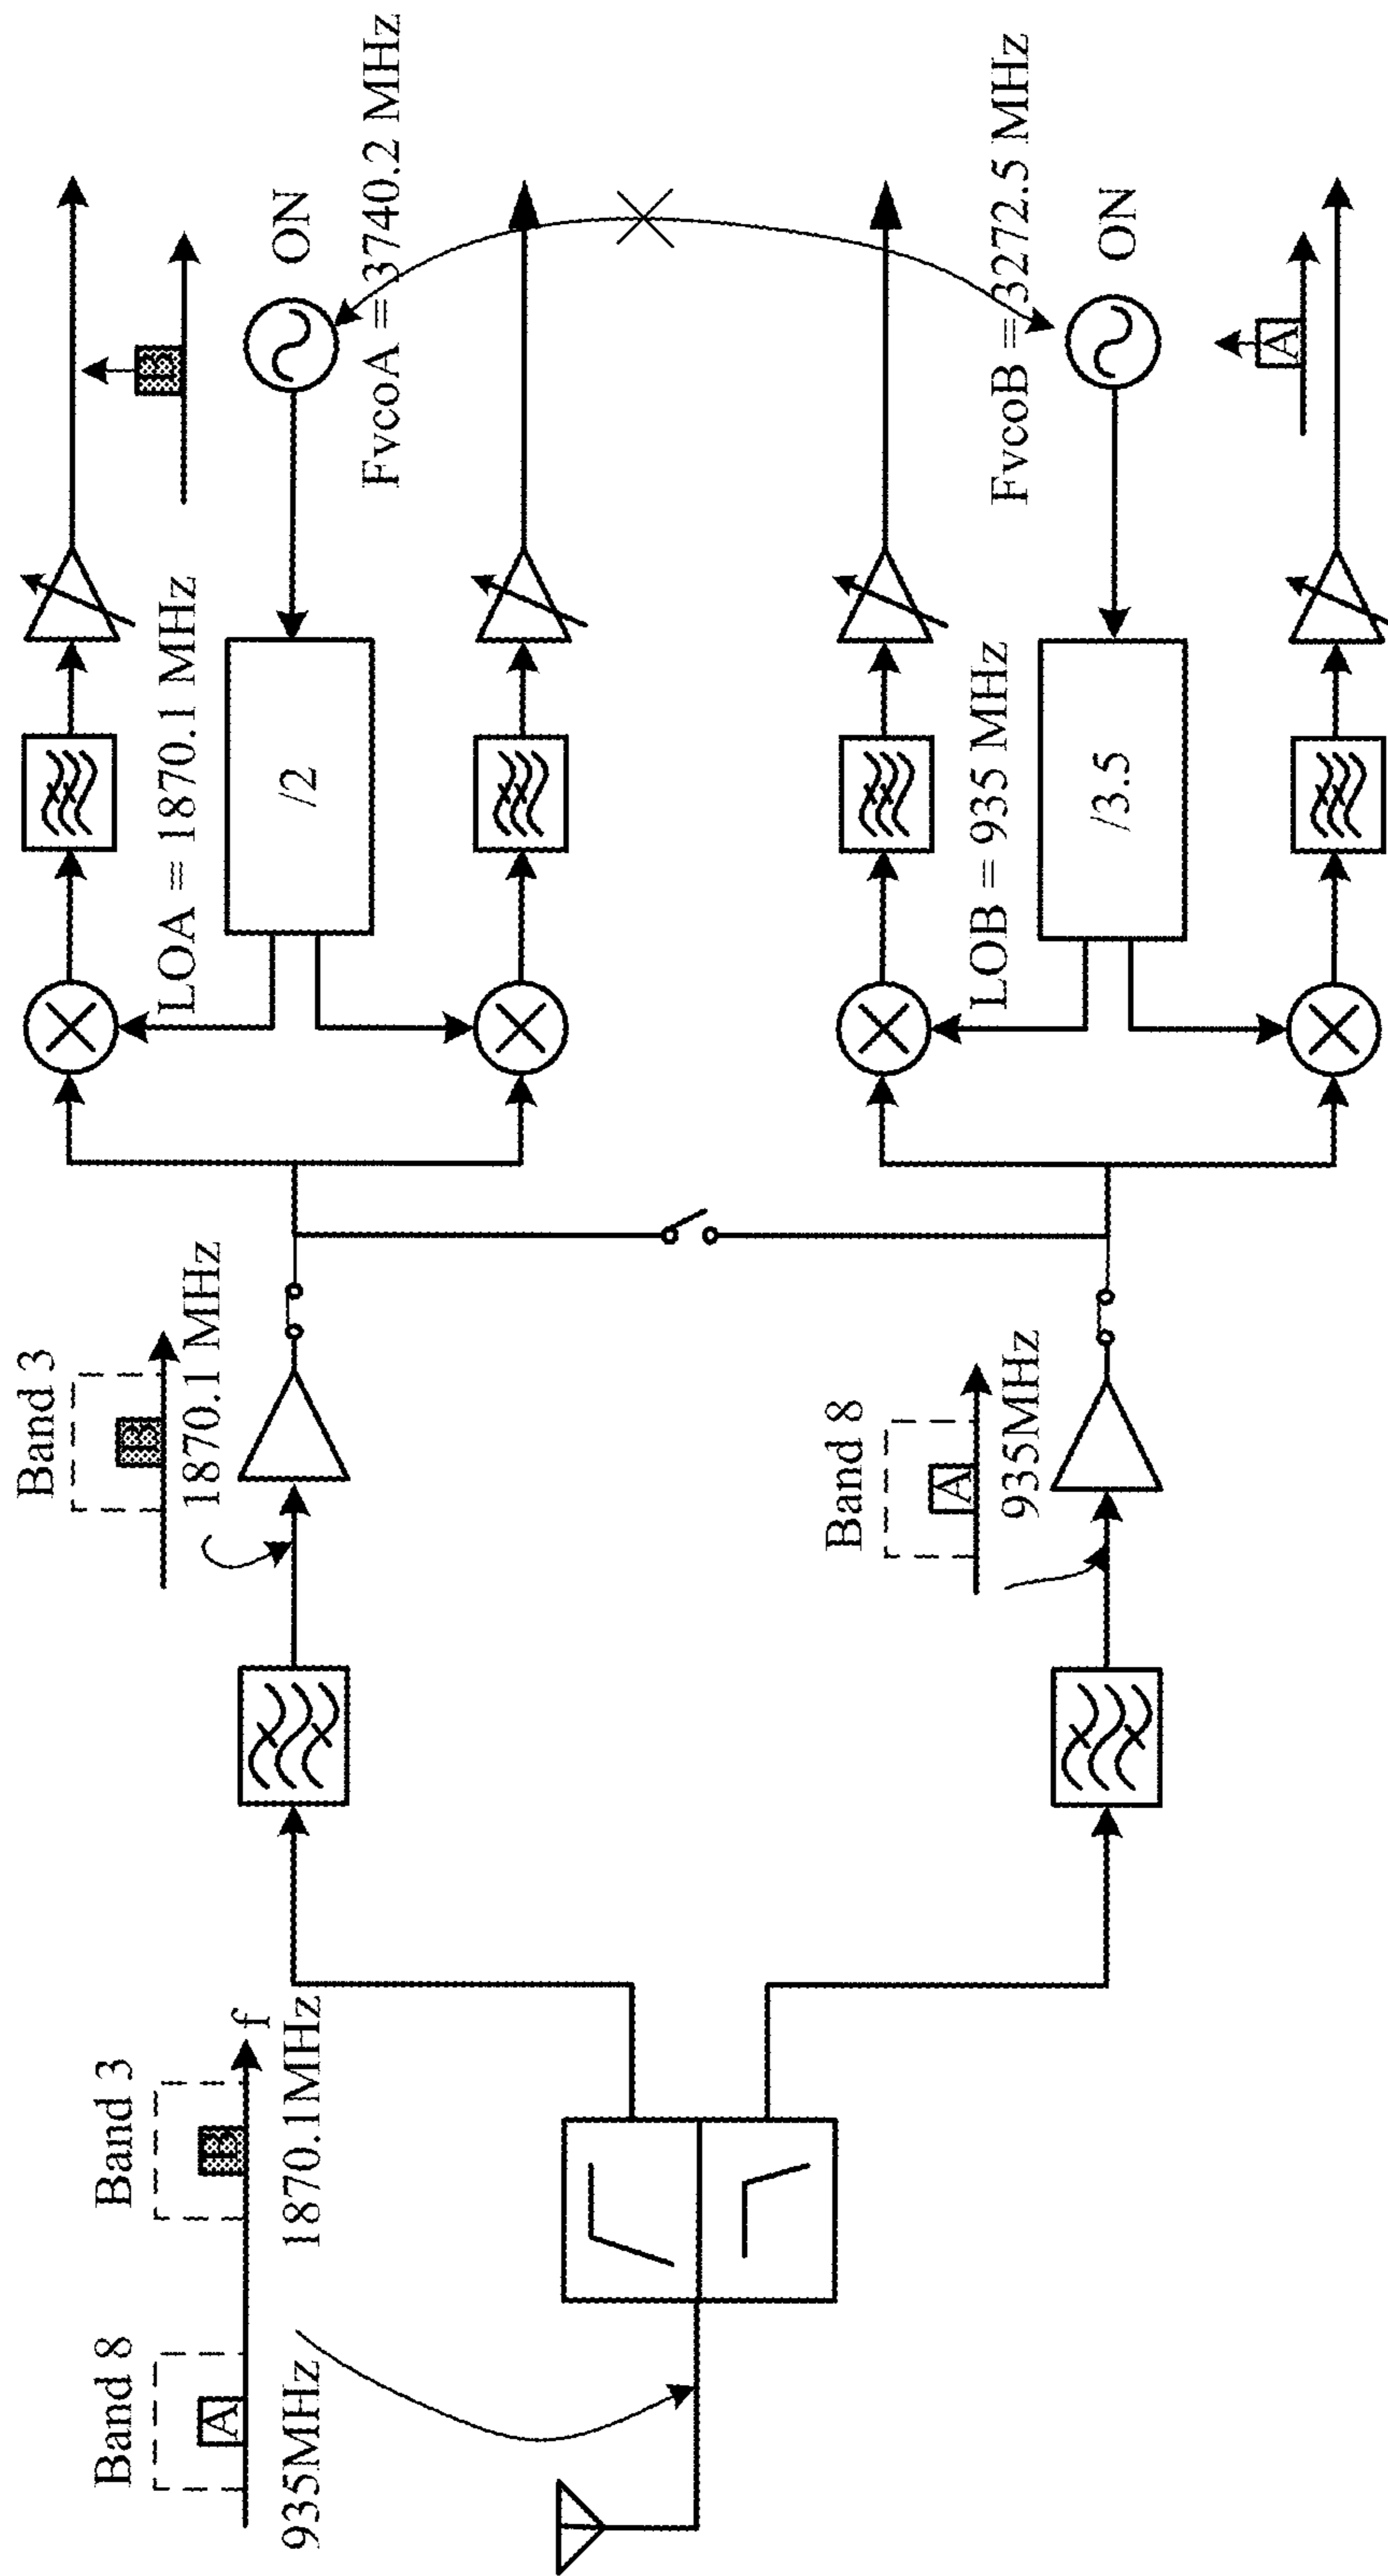 Band 8
A
935MHz
Band 3
B
f
1870.1MHz
Band 3
B
1870.1 MHz
Band 8
A
935MHz
LOA = 1870.1 MHz
/2
B
ON
FvcoA = 3740.2 MHz
LOB = 935 MHz
/3.5
FvcoB = 3272.5 MHz
ON
A